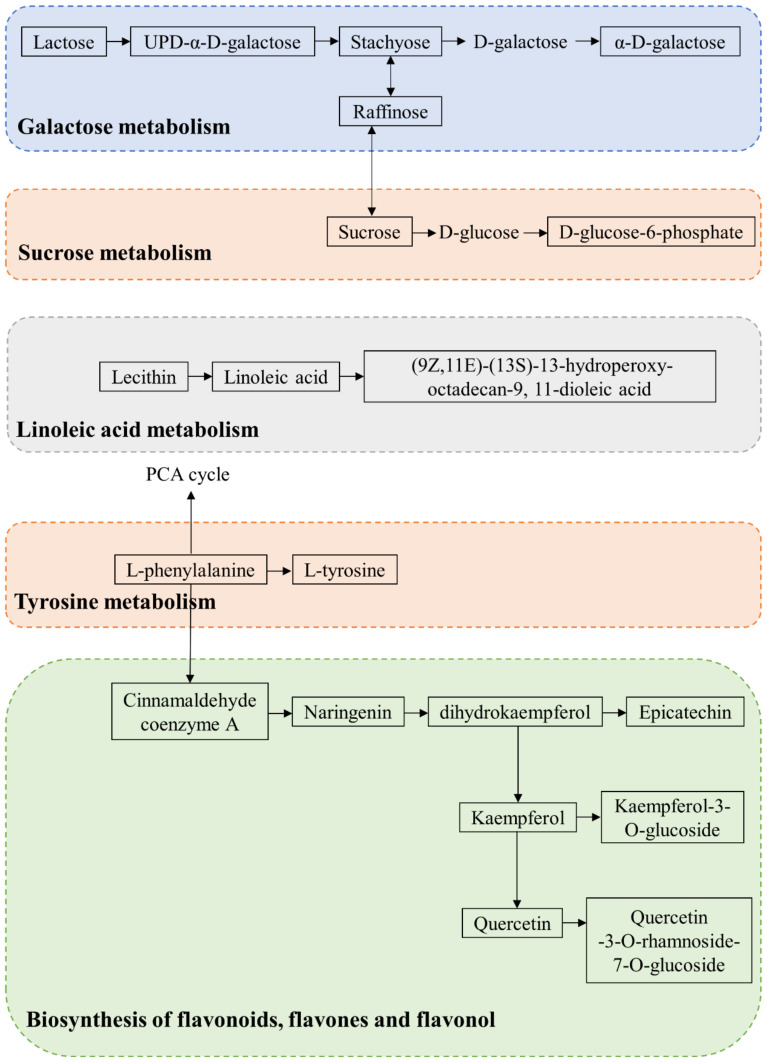 Lactose
UPD-α-D-galactose
Stachyose
D-galactose
α-D-galactose
Raffinose
Galactose metabolism
Sucrose
D-glucose
D-glucose-6-phosphate
Sucrose metabolism
Lecithin
Linoleic acid
(9Z,11E)-(13S)-13-hydroperoxy-
octadecan-9, 11-dioleic acid
Linoleic acid metabolism
PCA cycle
L-phenylalanine
L-tyrosine
Tyrosine metabolism
Cinnamaldehyde
coenzyme A
Naringenin
dihydrokaempferol
Epicatechin
Kaempferol
Kaempferol-3-
O-glucoside
Quercetin
Quercetin
-3-O-rhamnoside-
7-O-glucoside
Biosynthesis of flavonoids, flavones and flavonol